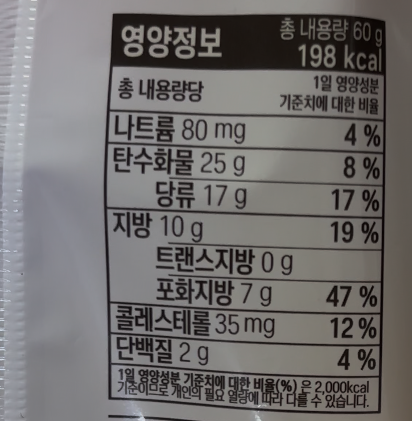 영양정보
총 내용량 60 g
198 kcal
총 내용량당
1일 영양성분
기준치에 대한 비율
나트륨 80 mg 4 %
탄수화물 25 g 8 %
당류 17 g 17 %
지방 10 g 19 %
트랜스지방 0 g
포화지방 7 g 47 %
콜레스테롤 35 mg 12 %
단백질 2 g 4 %
1일 영양성분 기준치에 대한 비율(%)은 2,000kcal
기준이므로 개인의 필요 열량에 따라 다를 수 있습니다.